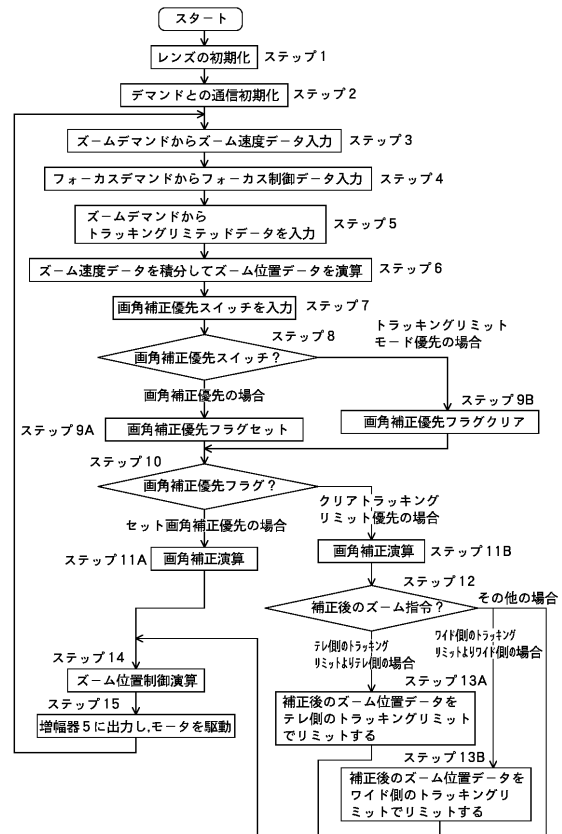 スタート
レンズの初期化
ステップ1
デマンドとの通信初期化
ステップ2
ズームデマンドからズーム速度データ入力
ステップ3
フォーカスデマンドからフォーカス制御データ入力
ステップ4
ズームデマンドから
トラッキングリミテッドデータを入力
ステップ5
ズーム速度データを積分してズーム位置データを演算
ステップ6
画角補正優先スイッチを入力
ステップ7
ステップ8
画角補正優先スイッチ?
トラッキングリミット
モード優先の場合
画角補正優先の場合
ステップ9A
画角補正優先フラグセット
ステップ9B
画角補正優先フラグクリア
ステップ10
画角補正優先フラグ?
セット画角補正優先の場合
クリアトラッキング
リミット優先の場合
ステップ11A
画角補正演算
画角補正演算
ステップ11B
ステップ12
補正後のズーム指令?
その他の場合
テレ側のトラッキング
リミットよりテレ側の場合
ワイド側のトラッキング
リミットよりワイド側の場合
ステップ13A
補正後のズーム位置データを
テレ側のトラッキングリミット
でリミットする
ステップ13B
補正後のズーム位置データを
ワイド側のトラッキングリ
ミットでリミットする
ステップ14
ズーム位置制御演算
ステップ15
増幅器5に出力し,モータを駆動